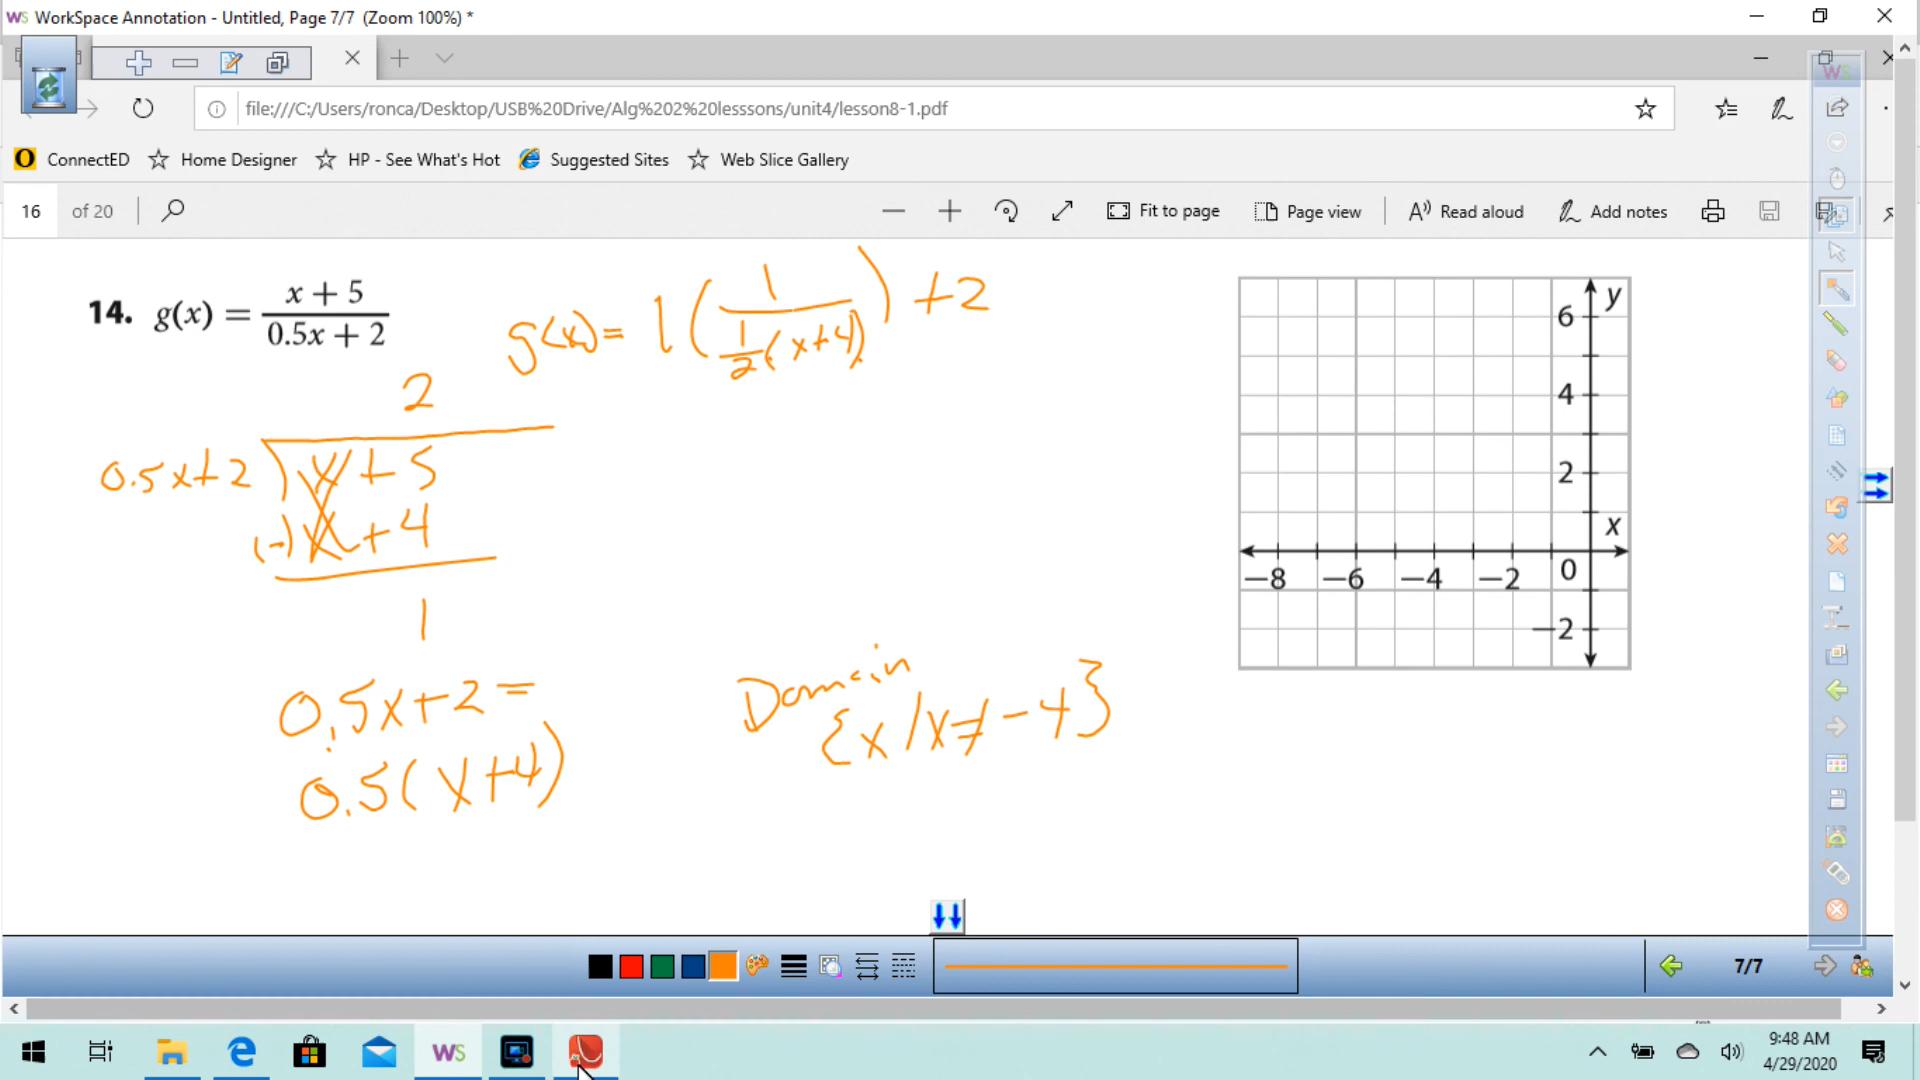 WS WorkSpace Annotation - Untitled, Page 7/7 (Zoom 100%) *
file:///C:/Users/ronca/Desktop/USB%20Drive/Alg%202%20lesssons/unit4/lesson8-1.pdf
ConnectED Home Designer HP - See What's Hot Suggested Sites Web Slice Gallery
16 of 20 Fit to page Page view Read aloud Add notes
14. g(x) = x + 5 / 0.5x + 2
g(x) = 1 ( 1 / 1/2 (x+4) ) + 2
2
0.5x+2 ) x + 5
(-) x + 4
1
0.5x+2 =
0.5(x+4)
Domain
{x / x ≠ -4}
y
6
4
2
x
-8 -6 -4 -2 0
-2
7/7
WS
9:48 AM
4/29/2020